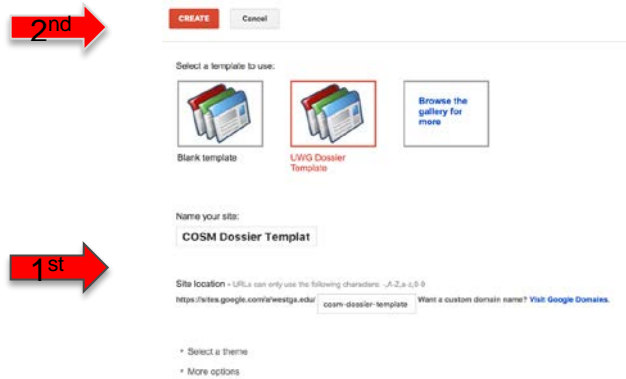 2nd
CREATE Cancel
Select a template to use:
Browse the
gallery for
more
Blank template
UWG Dossier
Template
Name your site:
COSM Dossier Templat
1st
Site location - URLs can only use the following characters: -,A-Z,a-z,0-9
https://sites.google.com/a/westga.edu/ cosm-dossier-template Want a custom domain name? Visit Google Domains.
Select a theme
More options